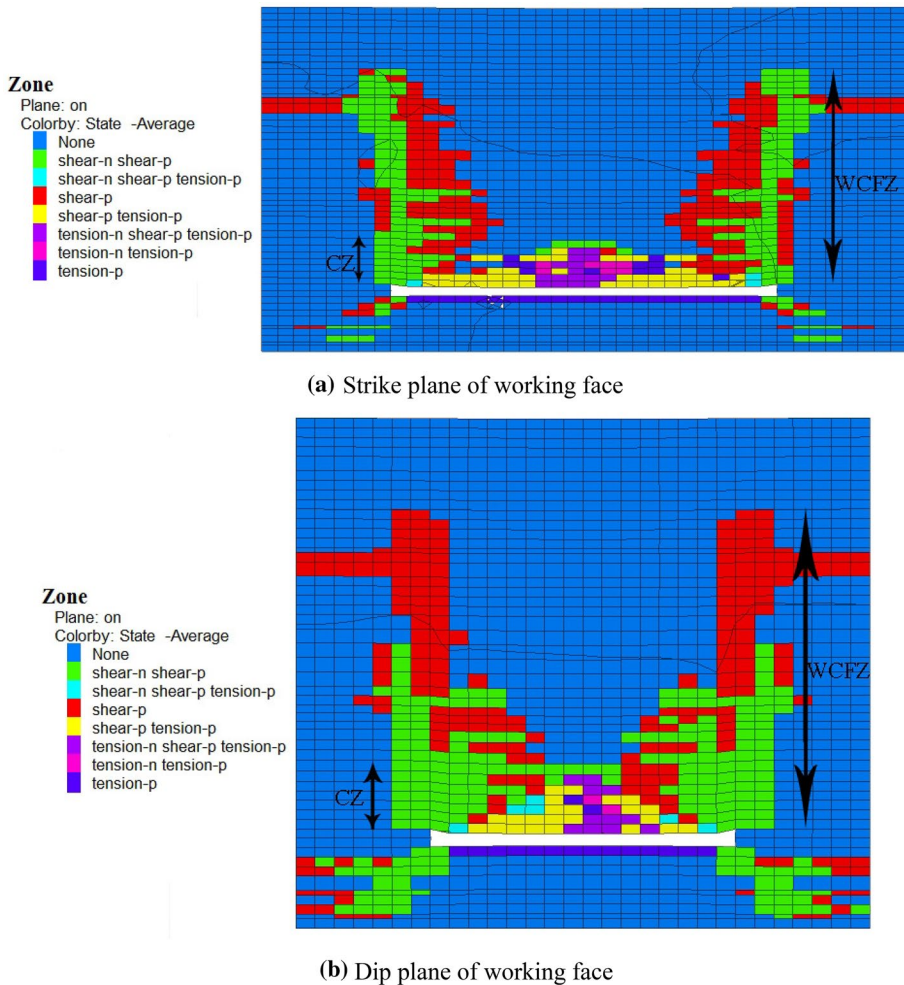 Zone
Plane: on
Colorby: State -Average
None
shear-n shear-p
shear-n shear-p tension-p
shear-p
shear-p tension-p
tension-n shear-p tension-p
tension-n tension-p
tension-p
CZ
WCFZ
(a) Strike plane of working face
Zone
Plane: on
Colorby: State -Average
None
shear-n shear-p
shear-n shear-p tension-p
shear-p
shear-p tension-p
tension-n shear-p tension-p
tension-n tension-p
tension-p
CZ
WCFZ
(b) Dip plane of working face